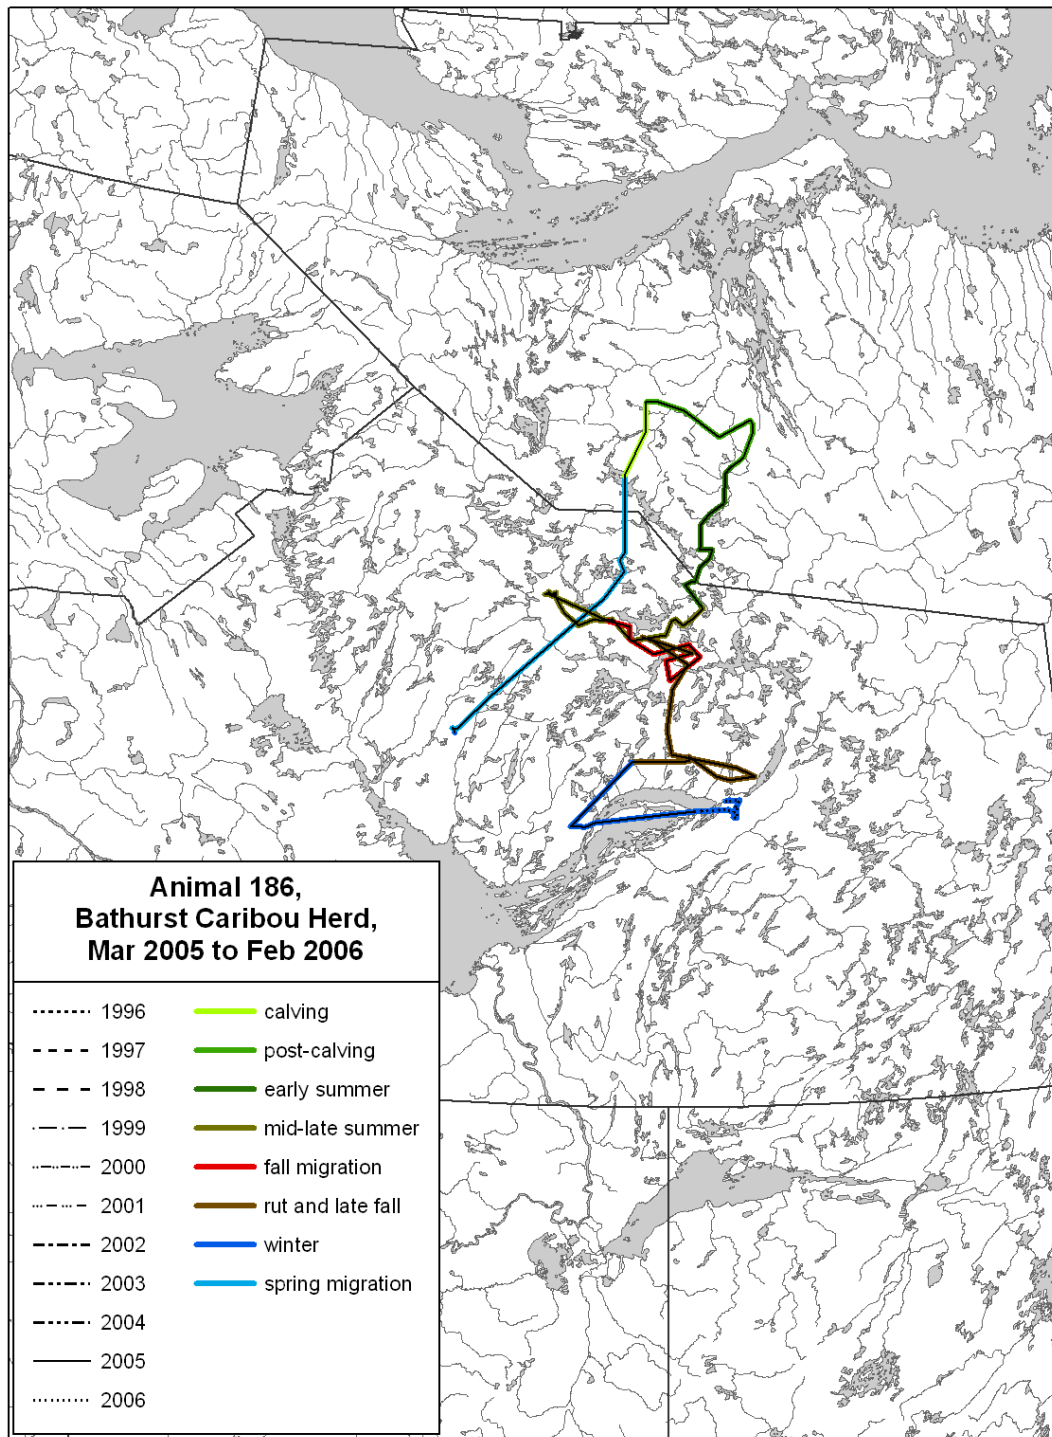 Animal 186,
Bathurst Caribou Herd,
Mar 2005 to Feb 2006
1996
1997
1998
1999
2000
2001
2002
2003
2004
2005
2006
calving
post-calving
early summer
mid-late summer
fall migration
rut and late fall
winter
spring migration